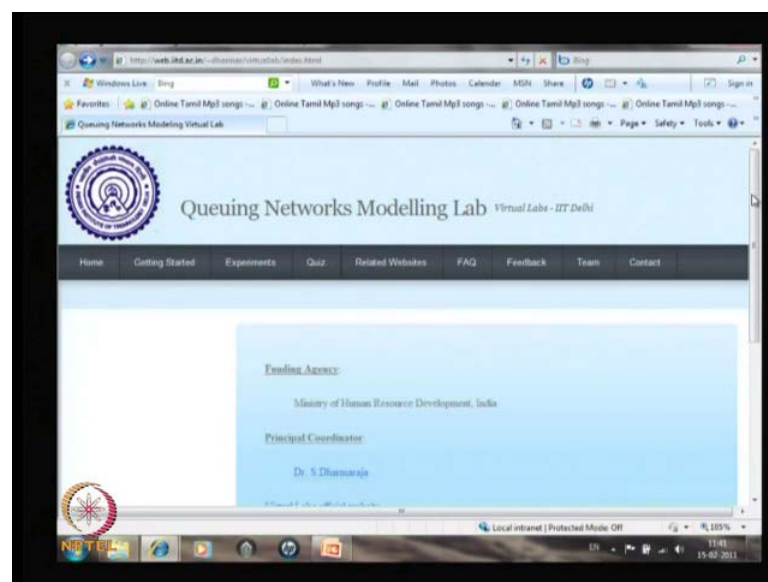 http://web.iitd.ac.in/~dharmar/virtuallab/index.html
Bing
Windows Live Bing What's New Profile Mail Photos Calendar MSN Share Sign in
Favorites Online Tamil Mp3 songs -... Online Tamil Mp3 songs -... Online Tamil Mp3 songs -... Online Tamil Mp3 songs -... Online Tamil Mp3 songs -...
Queuing Networks Modeling Virtual Lab
Page Safety Tools
Queuing Networks Modelling Lab Virtual Labs - IIT Delhi
Home Getting Started Experiments Quiz Related Websites FAQ Feedback Team Contact
Funding Agency:
Ministry of Human Resource Development, India
Principal Coordinator
Dr. S.Dharmaraja
Local intranet | Protected Mode: Off 105%
NPTEL
EN 11:41
15-02-2011